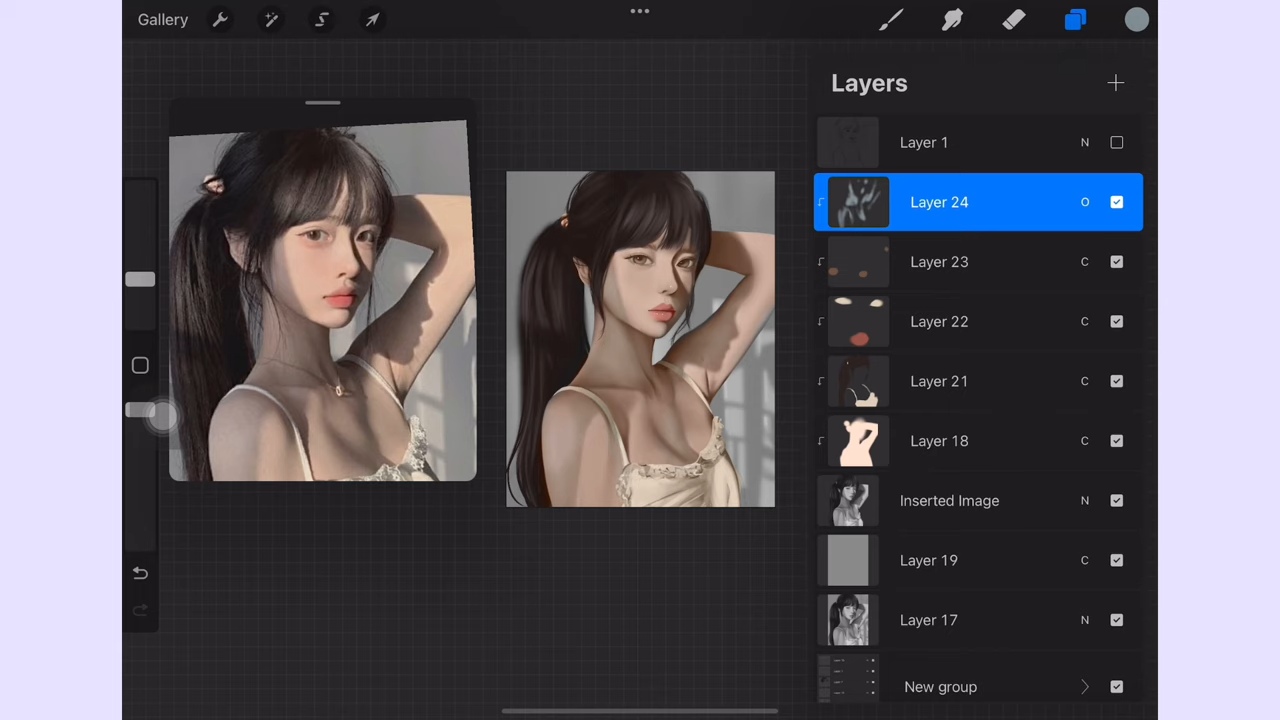 Gallery
Layers
Layer 1 N
Layer 24 O
Layer 23 C
Layer 22 C
Layer 21 C
Layer 18 C
Inserted Image N
Layer 19 C
Layer 17 N
New group